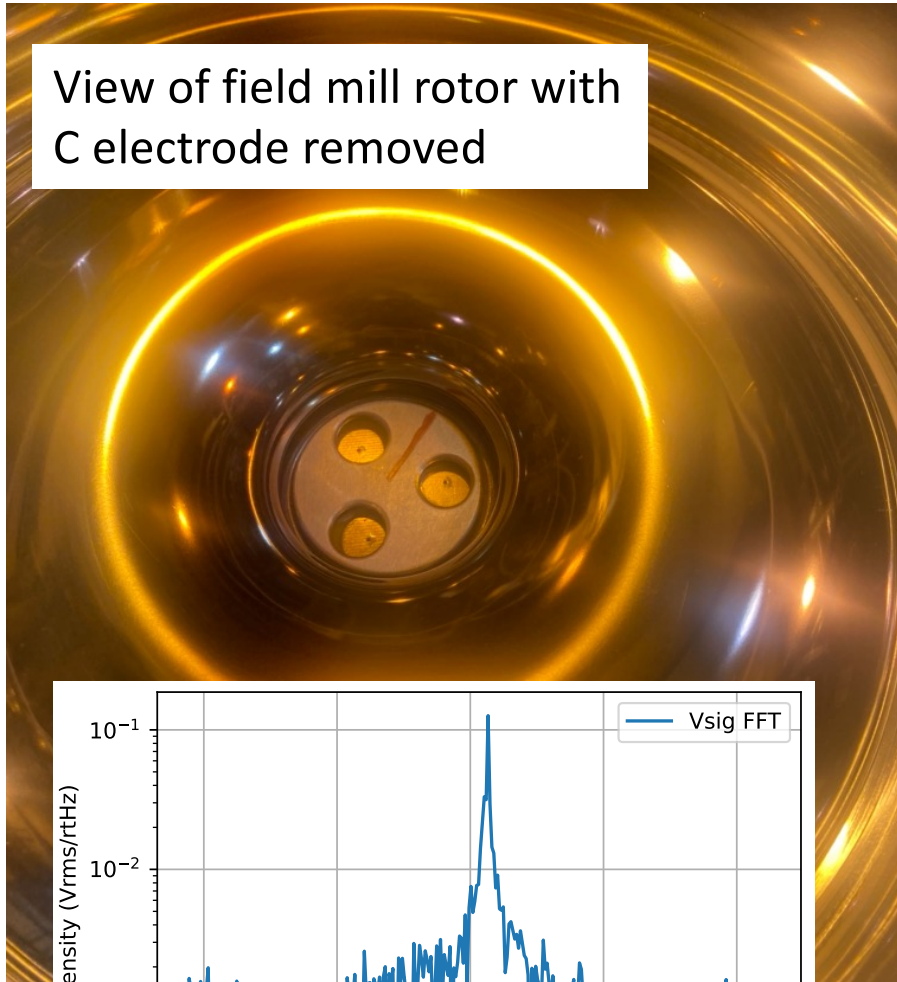 View of field mill rotor with
C electrode removed
Vsig FFT
10⁻¹
10⁻²
ensity (Vrms/rtHz)